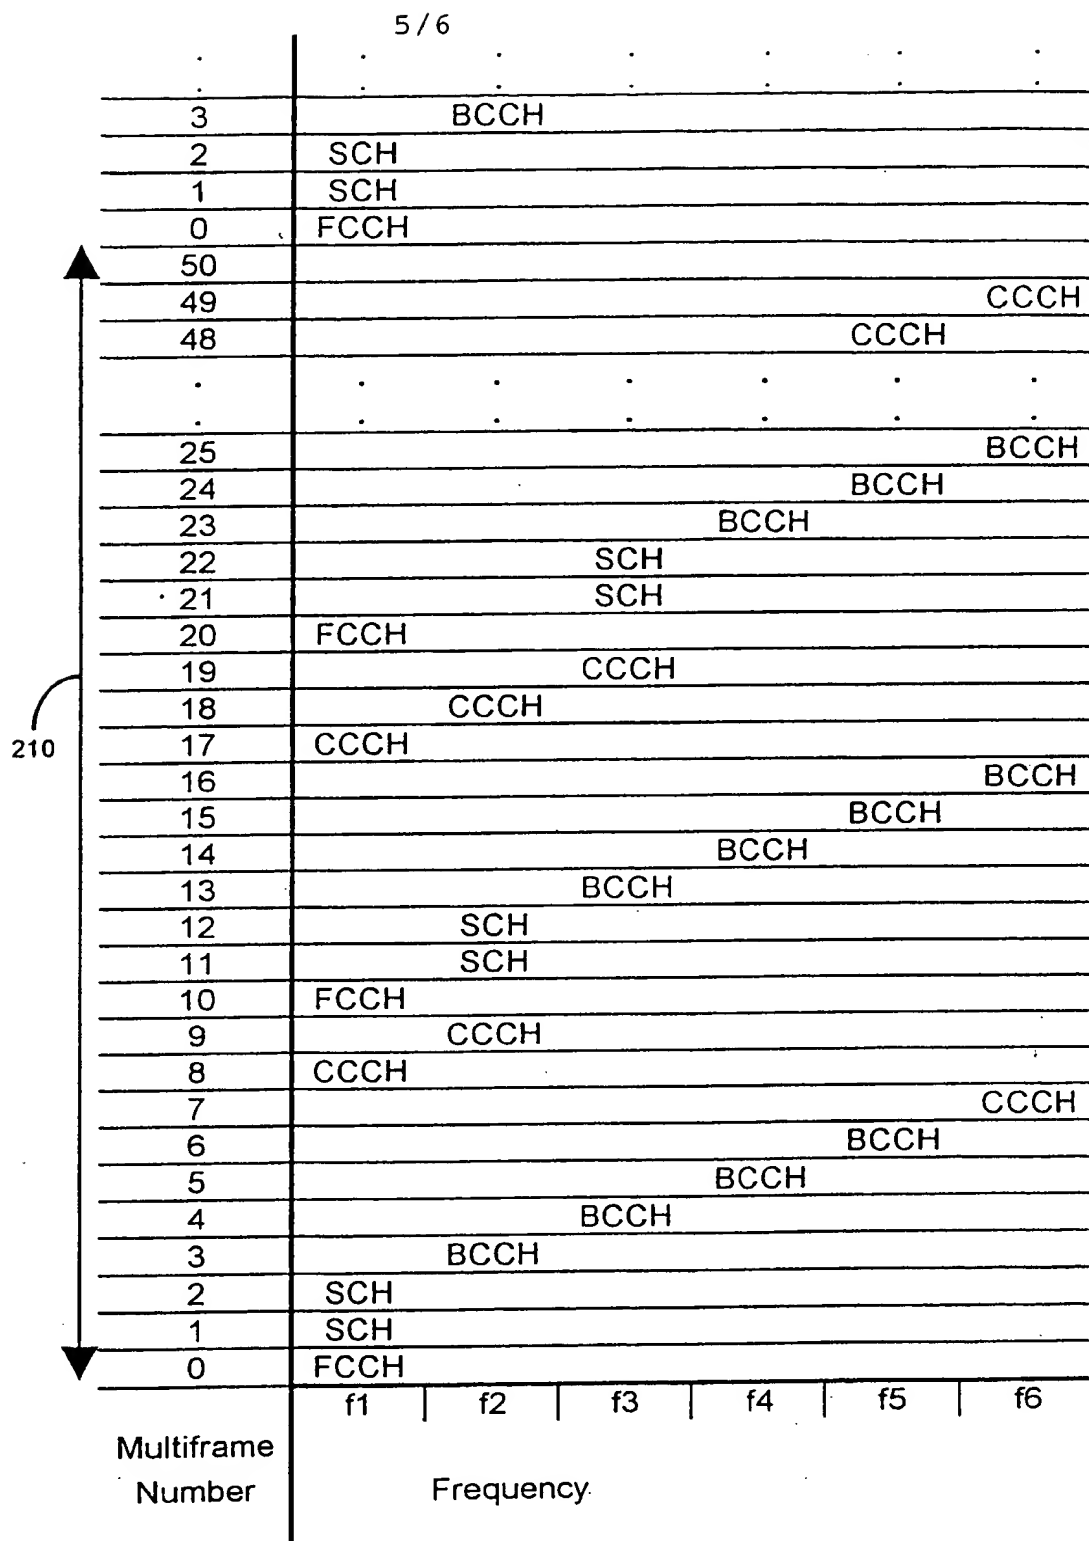 5/6
3 BCCH
2 SCH
1 SCH
0 FCCH
50
49 CCCH
48 CCCH
25 BCCH
24 BCCH
23 BCCH
22 SCH
21 SCH
20 FCCH
19 CCCH
18 CCCH
210
17 CCCH
16 BCCH
15 BCCH
14 BCCH
13 BCCH
12 SCH
11 SCH
10 FCCH
9 CCCH
8 CCCH
7 CCCH
6 BCCH
5 BCCH
4 BCCH
3 BCCH
2 SCH
1 SCH
0 FCCH
f1 f2 f3 f4 f5 f6
Multiframe
Number
Frequency